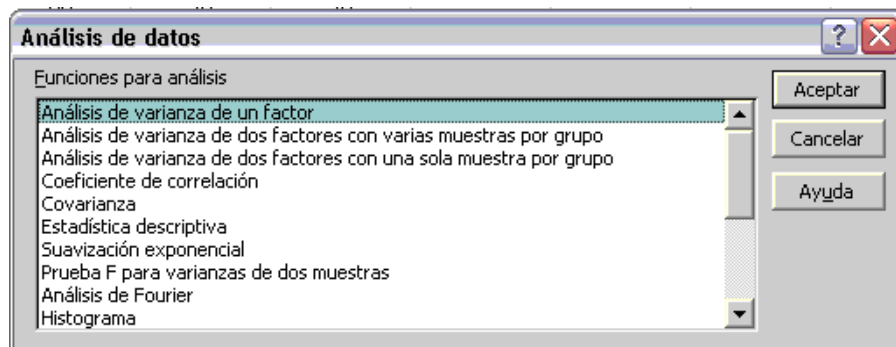 Análisis de datos
Funciones para análisis
Análisis de varianza de un factor
Análisis de varianza de dos factores con varias muestras por grupo
Análisis de varianza de dos factores con una sola muestra por grupo
Coeficiente de correlación
Covarianza
Estadística descriptiva
Suavización exponencial
Prueba F para varianzas de dos muestras
Análisis de Fourier
Histograma
Aceptar
Cancelar
Ayuda